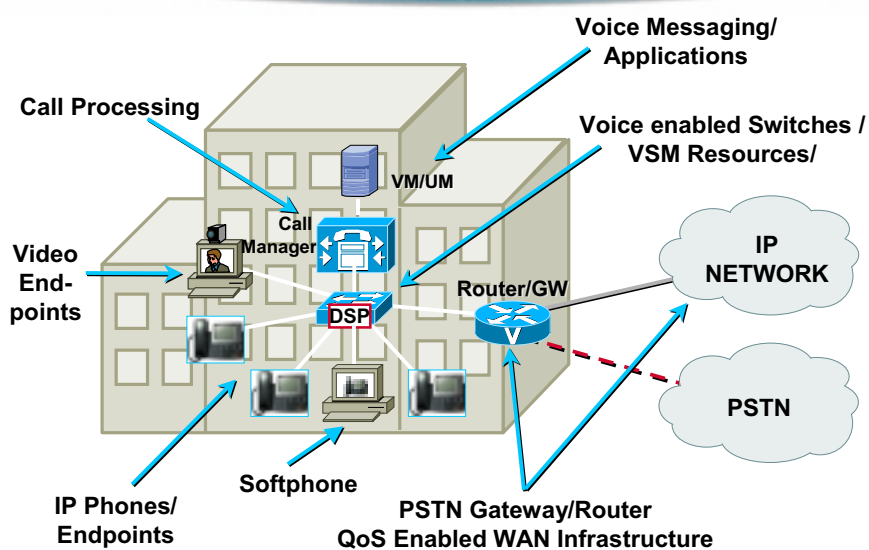 Voice Messaging/
Applications
Call Processing
Voice enabled Switches /
VSM Resources/
VM/UM
Call
Manager
Video
End-
points
IP
NETWORK
Router/GW
DSP
V
PSTN
Softphone
IP Phones/
Endpoints
PSTN Gateway/Router
QoS Enabled WAN Infrastructure